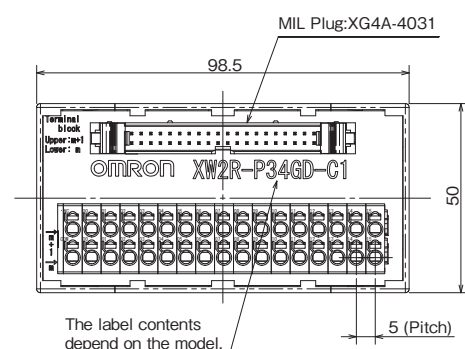 MIL Plug:XG4A-4031
98.5
Terminal
block
Upper:m+1
Lower: m
OMRON XW2R-P34GD-C1
50
m+1
m
5 (Pitch)
The label contents
depend on the model.